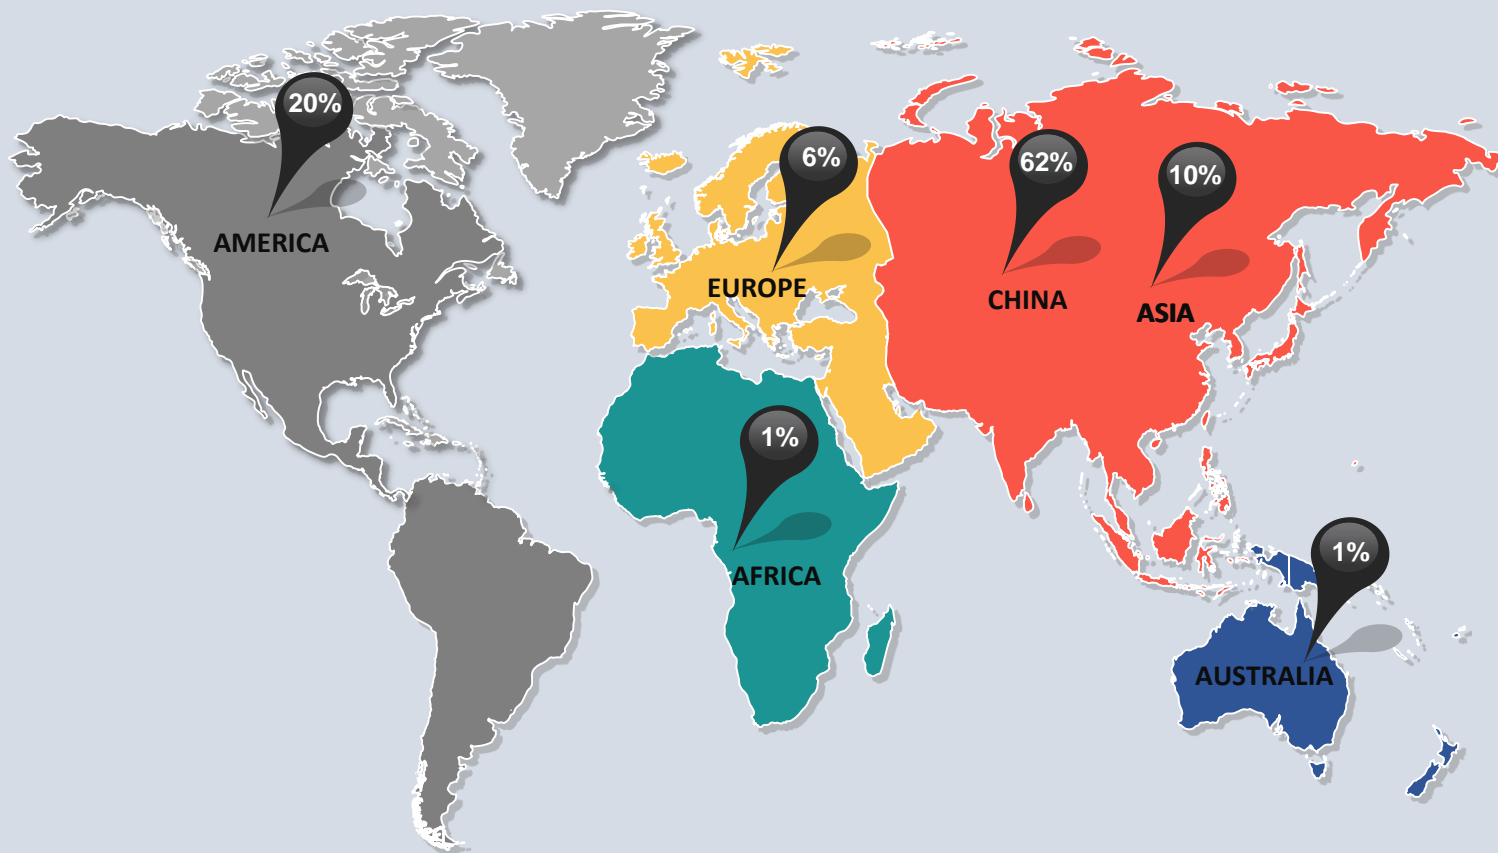 20%
AMERICA
6%
EUROPE
62%
CHINA
10%
ASIA
1%
AFRICA
1%
AUSTRALIA